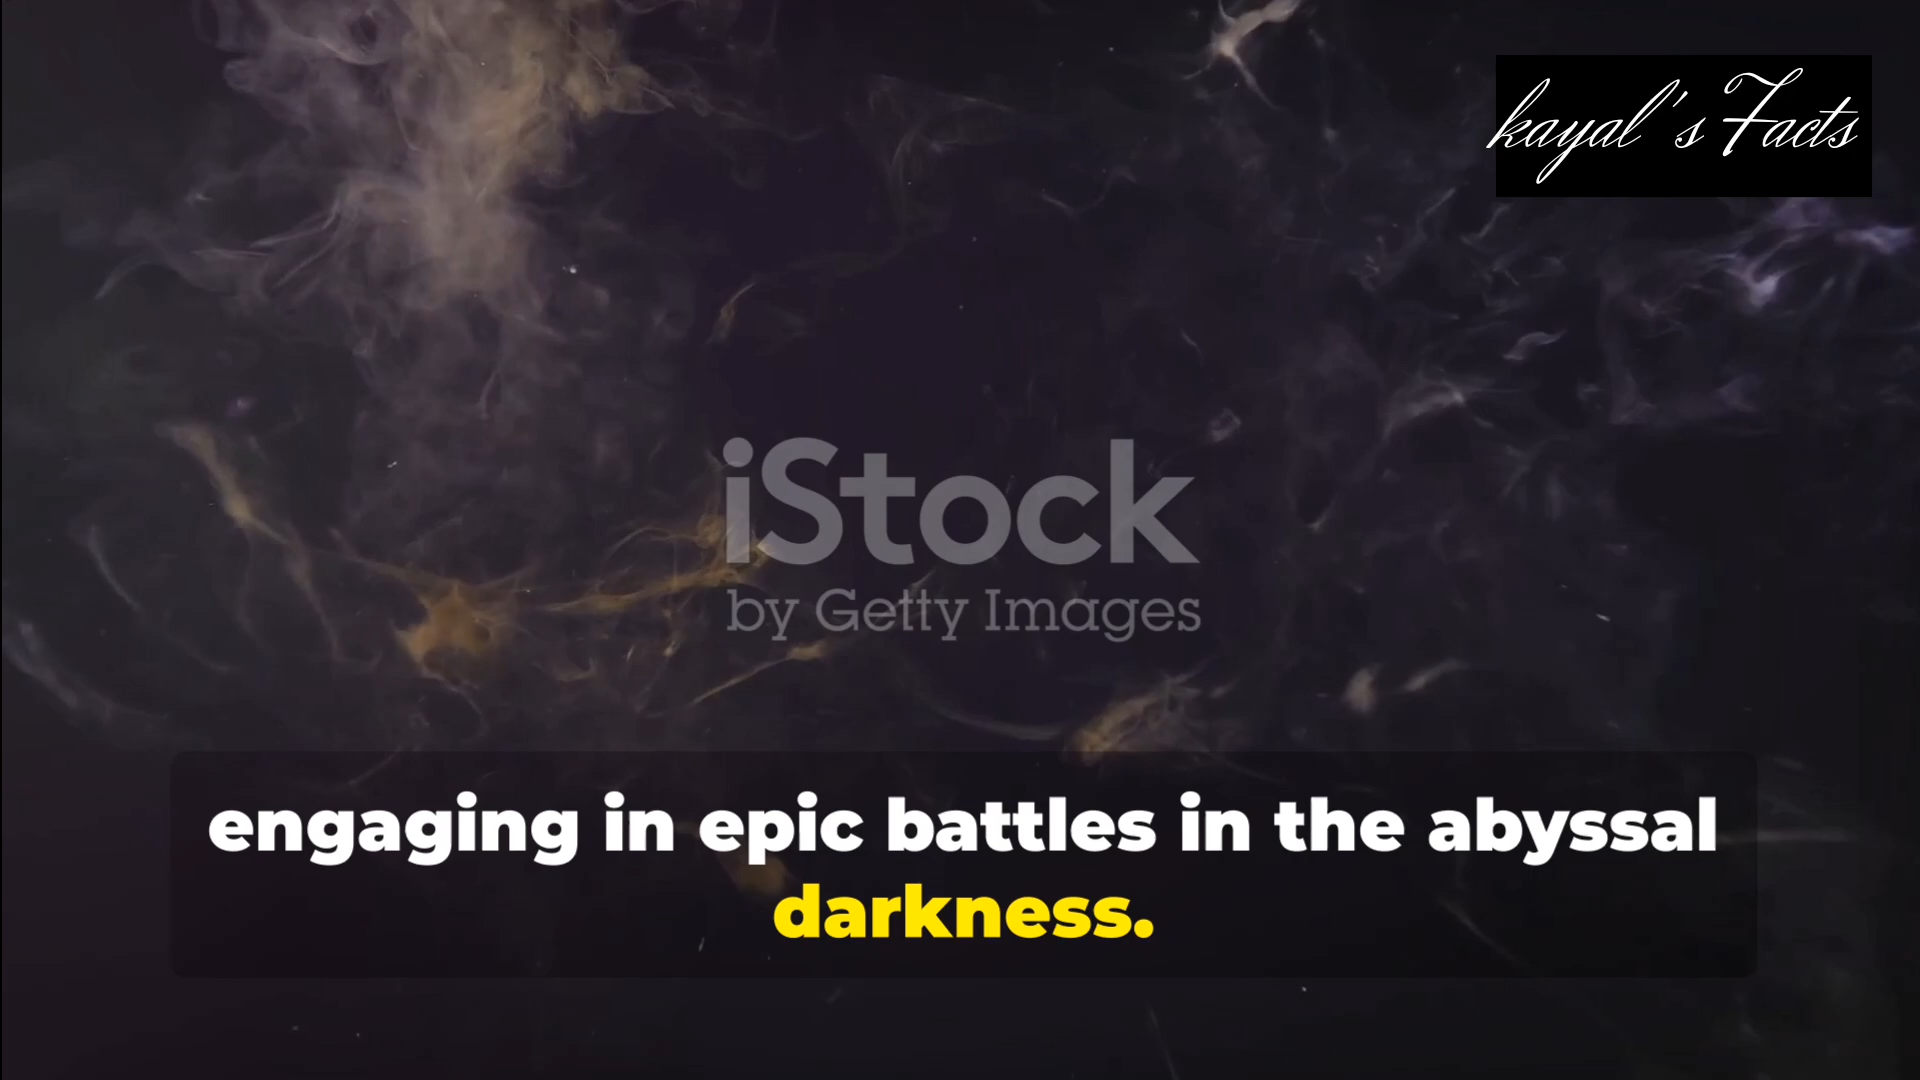 kayal's Facts
iStock
by Getty Images
engaging in epic battles in the abyssal
darkness.